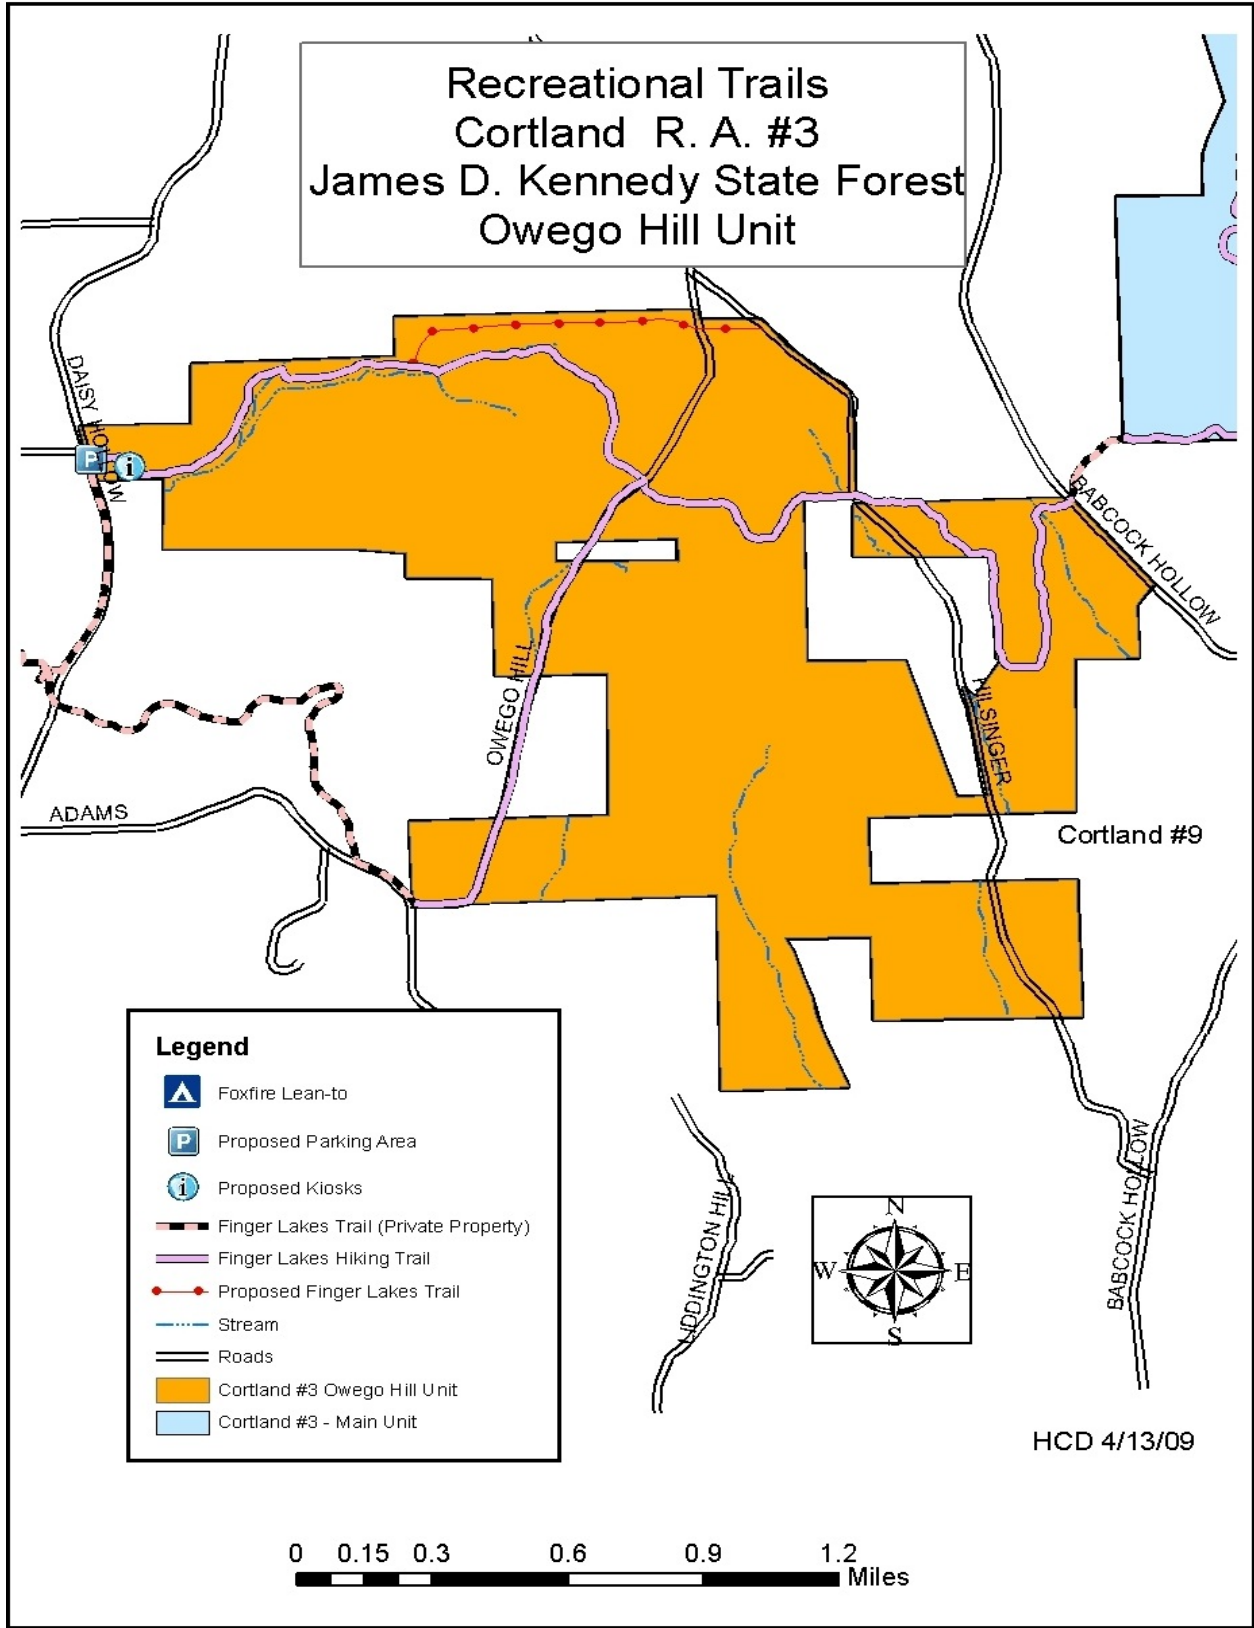 Recreational Trails
Cortland R. A. #3
James D. Kennedy State Forest
Owego Hill Unit
DAISY HOLLOW
P
i
BABCOCK HOLLOW
OWEGO HILL
HILSINGER
ADAMS
Cortland #9
Legend
Foxfire Lean-to
P Proposed Parking Area
i Proposed Kiosks
Finger Lakes Trail (Private Property)
Finger Lakes Hiking Trail
Proposed Finger Lakes Trail
Stream
Roads
Cortland #3 Owego Hill Unit
Cortland #3 - Main Unit
BABCOCK HOLLOW
N
W E
S
HCD 4/13/09
0 0.15 0.3 0.6 0.9 1.2
Miles